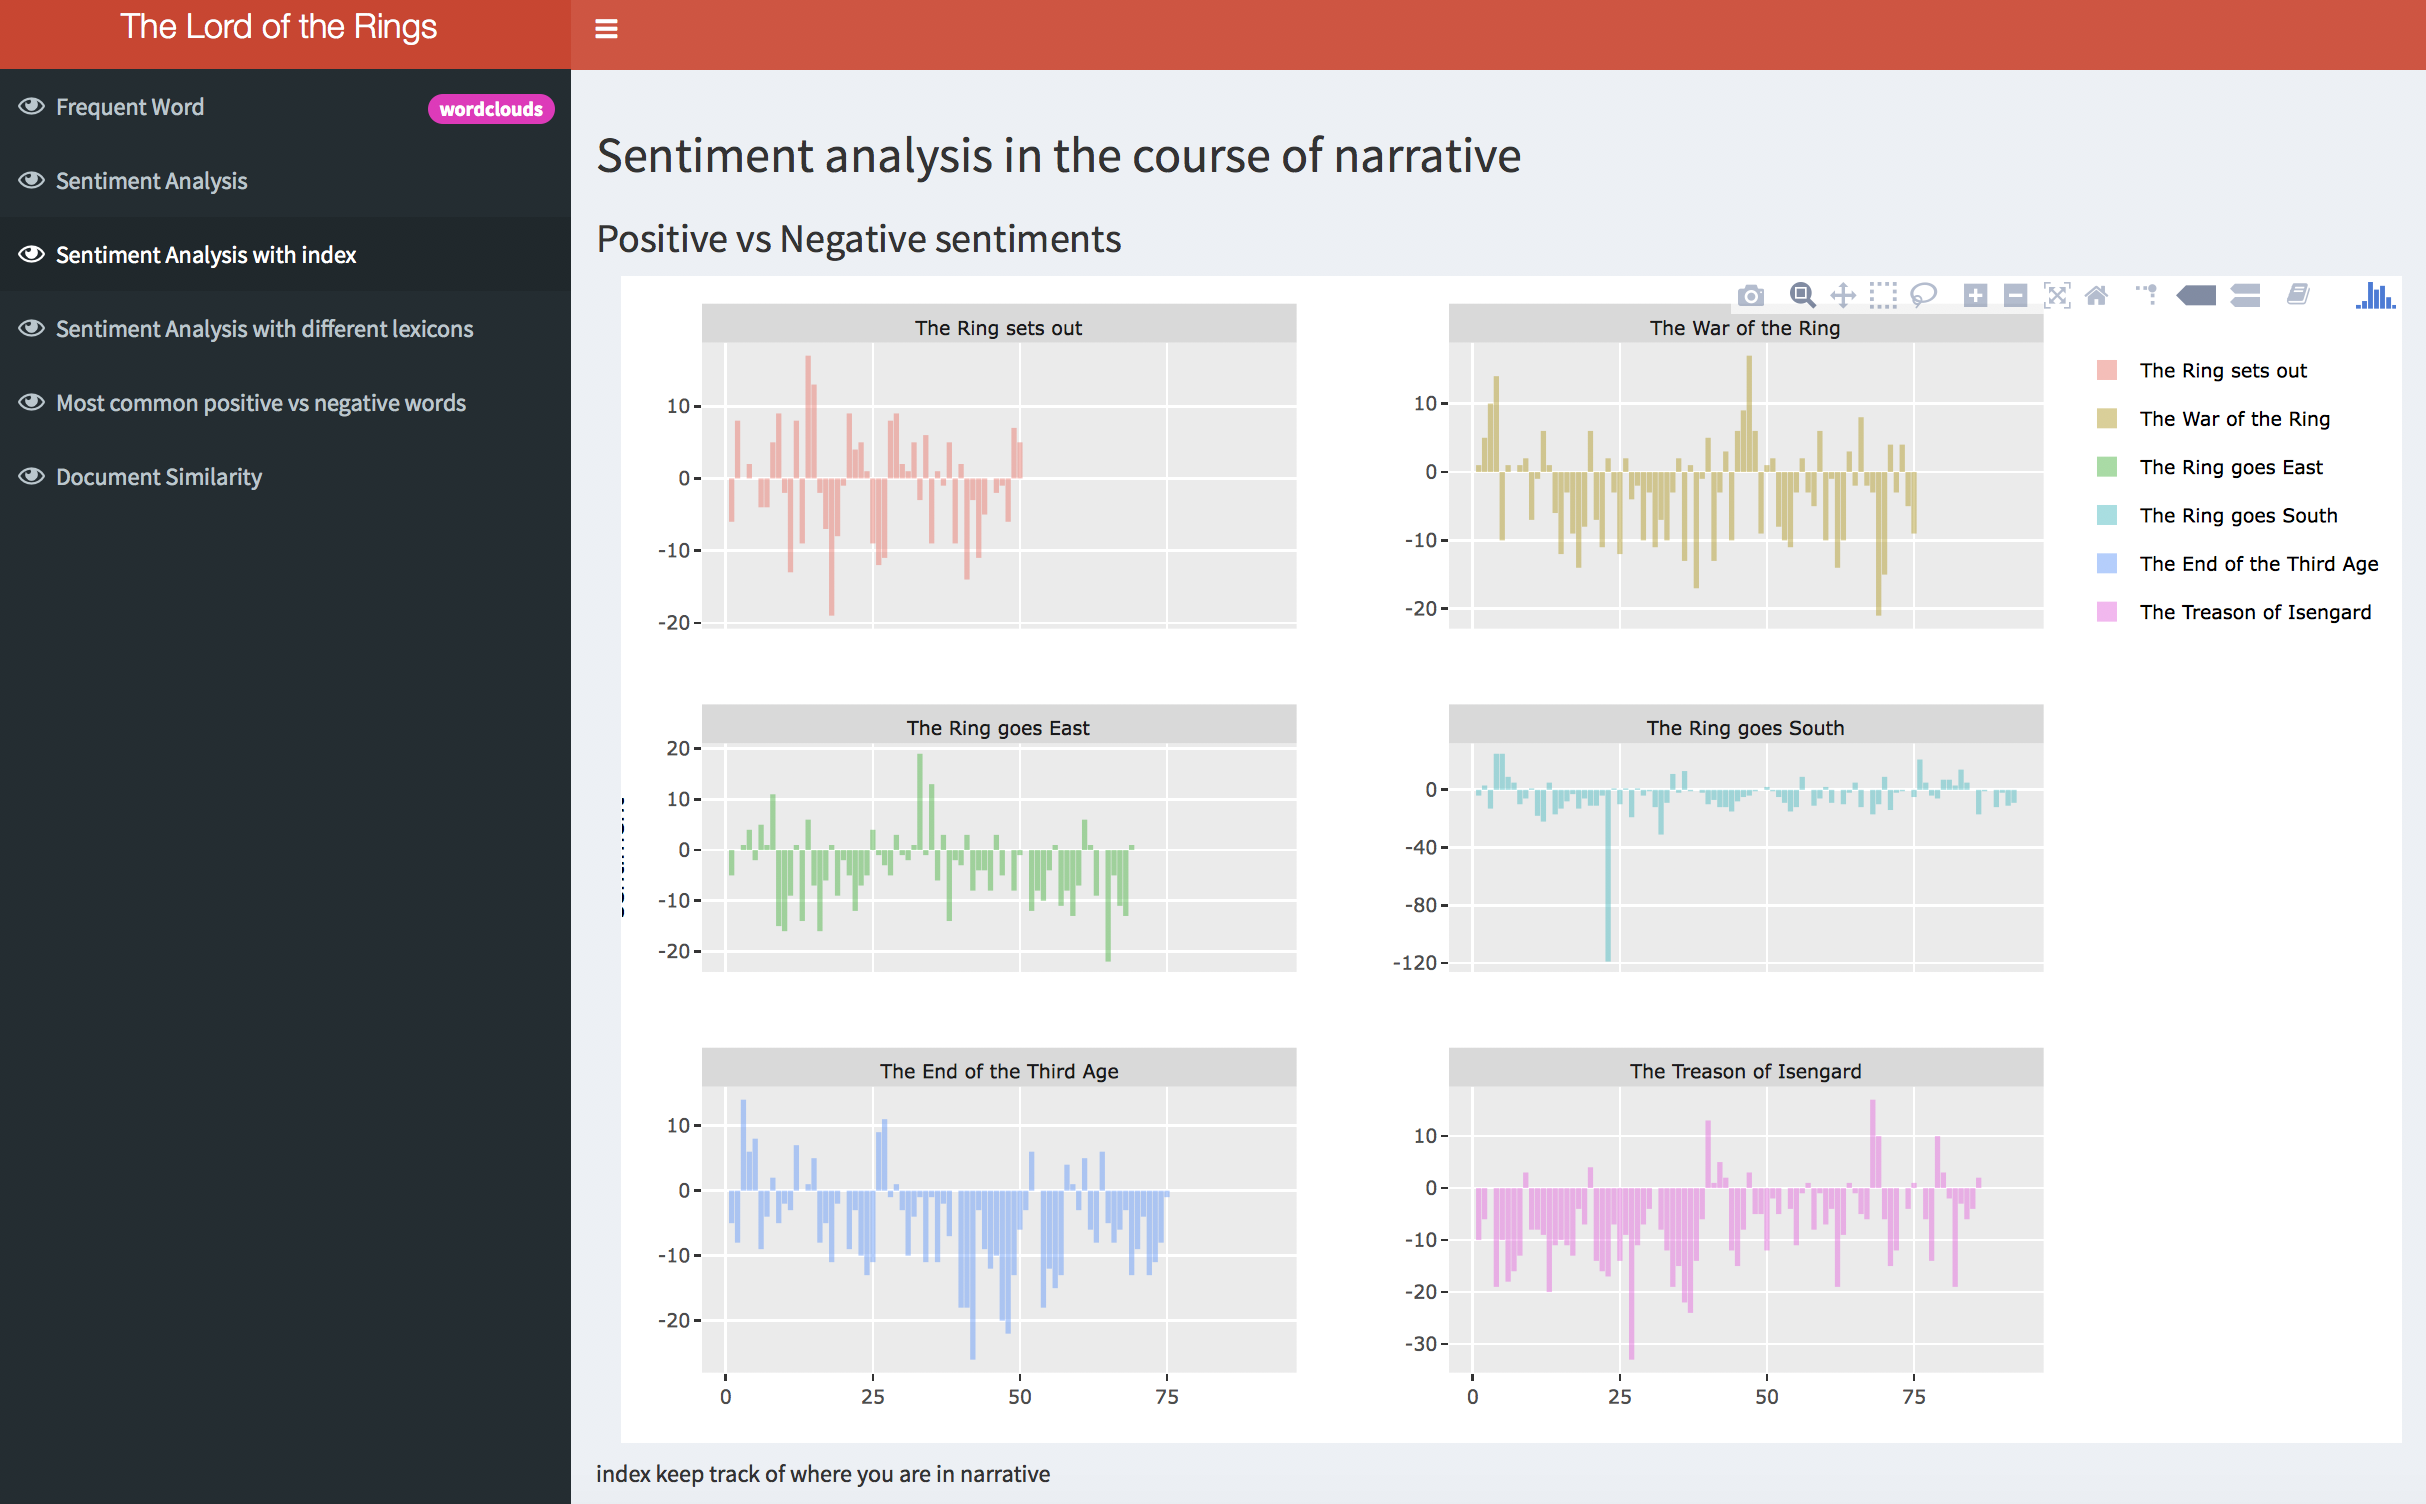 The Lord of the Rings
Frequent Word
wordclouds
Sentiment Analysis
Sentiment Analysis with index
Sentiment Analysis with different lexicons
Most common positive vs negative words
Document Similarity
Sentiment analysis in the course of narrative
Positive vs Negative sentiments
The Ring sets out
10
0
-10
-20
The War of the Ring
10
0
-10
-20
The Ring sets out
The War of the Ring
The Ring goes East
The Ring goes South
The End of the Third Age
The Treason of Isengard
The Ring goes East
20
10
0
-10
-20
The Ring goes South
0
-40
-80
-120
The End of the Third Age
10
0
-10
-20
0 25 50 75
The Treason of Isengard
10
0
-10
-20
-30
0 25 50 75
index keep track of where you are in narrative